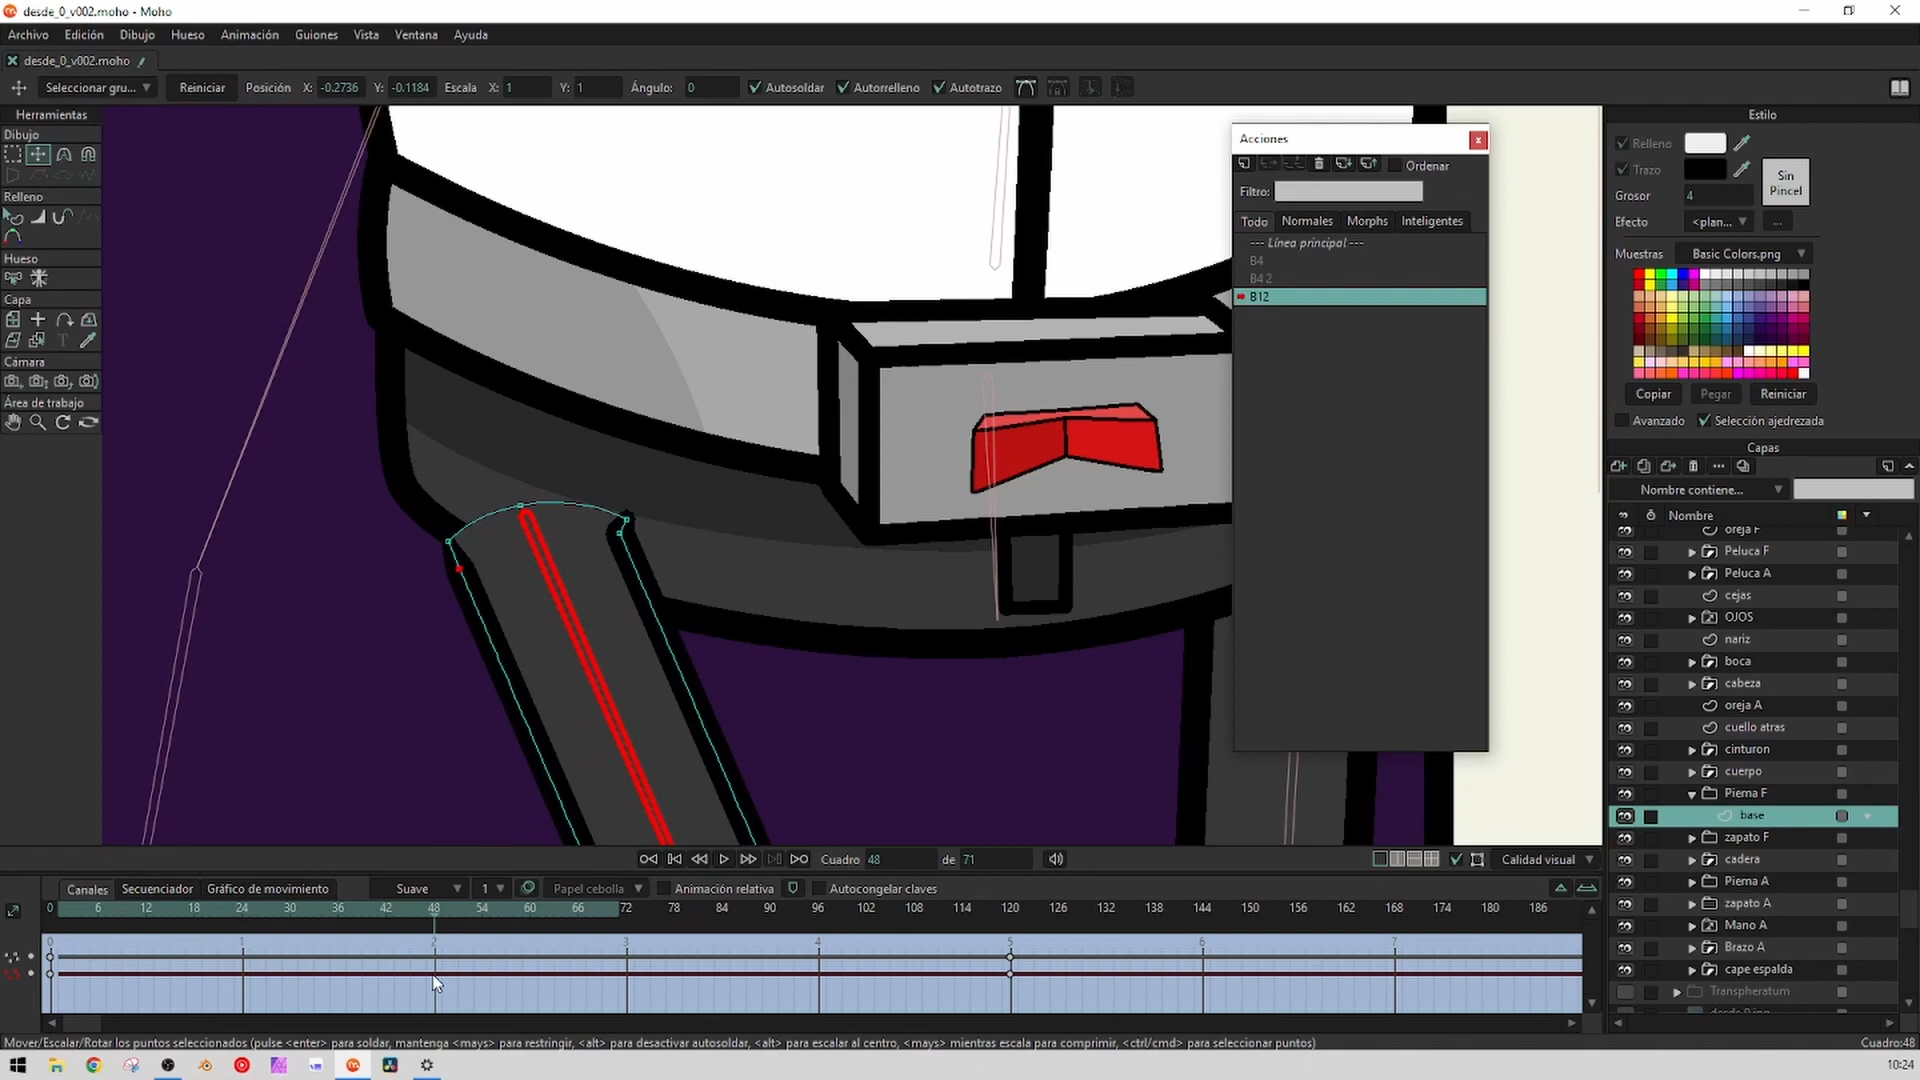 desde_0_v002.moho - Moho
Archivo Edición Dibujo Hueso Animación Guiones Vista Ventana Ayuda
desde_0_v002.moho
Seleccionar gru... Reiniciar Posición X: -0.2736 Y: -0.1184 Escala X: 1 Y: 1 Ángulo: 0 Autosoldar Autorrelleno Autotrazo
Herramientas
Dibujo
Relleno
Hueso
Capa
Cámara
Área de trabajo
Acciones
Ordenar
Filtro:
Todo Normales Morphs Inteligentes
--- Línea principal ---
B4
B4 2
B12
Estilo
Relleno
Trazo
Sin
Pincel
Grosor 4
Efecto <plan... ...
Muestras Basic Colors.png
Copiar Pegar Reiniciar
Avanzado Selección ajedrezada
Capas
Nombre contiene...
Nombre
oreja F
Peluca F
Peluca A
cejas
OJOS
nariz
boca
cabeza
oreja A
cuello atras
cinturon
cuerpo
Pierna F
base
zapato F
cadera
Pierna A
zapato A
Mano A
Brazo A
cape espalda
Transpheratum
Cuadro 48 de 71 Calidad visual
Canales Secuenciador Gráfico de movimiento Suave 1 Papel cebolla Animación relativa Autocongelar claves
0 6 12 18 24 30 36 42 48 54 60 66 72 78 84 90 96 102 108 114 120 126 132 138 144 150 156 162 168 174 180 186
0 1 2 3 4 5 6 7
Mover/Escalar/Rotar los puntos seleccionados (pulse <enter> para soldar, mantenga <mays> para restringir, <alt> para desactivar autosoldar, <alt> para escalar al centro, <mays> mientras escala para comprimir, <ctrl/cmd> para seleccionar puntos)
Cuadro:48
10:24